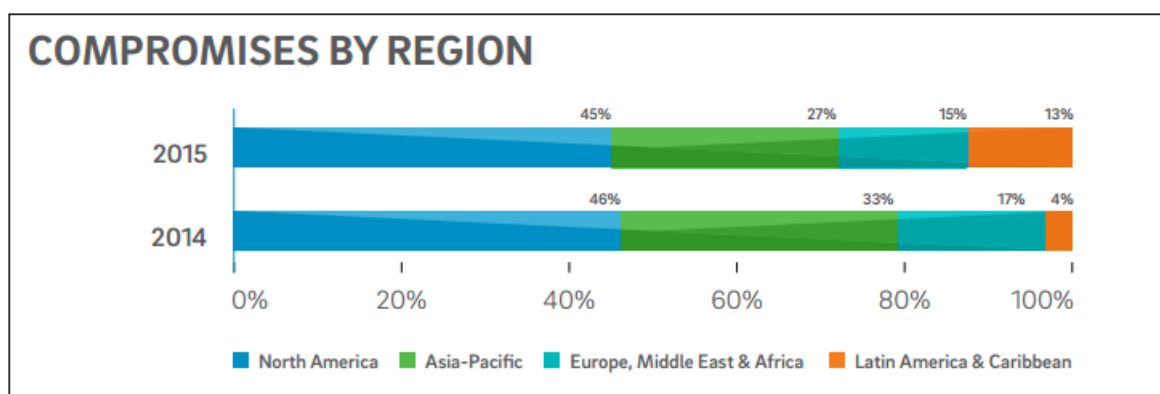 COMPROMISES BY REGION
45% 27% 15% 13%
2015
46% 33% 17% 4%
2014
0% 20% 40% 60% 80% 100%
North America Asia-Pacific Europe, Middle East & Africa Latin America & Caribbean